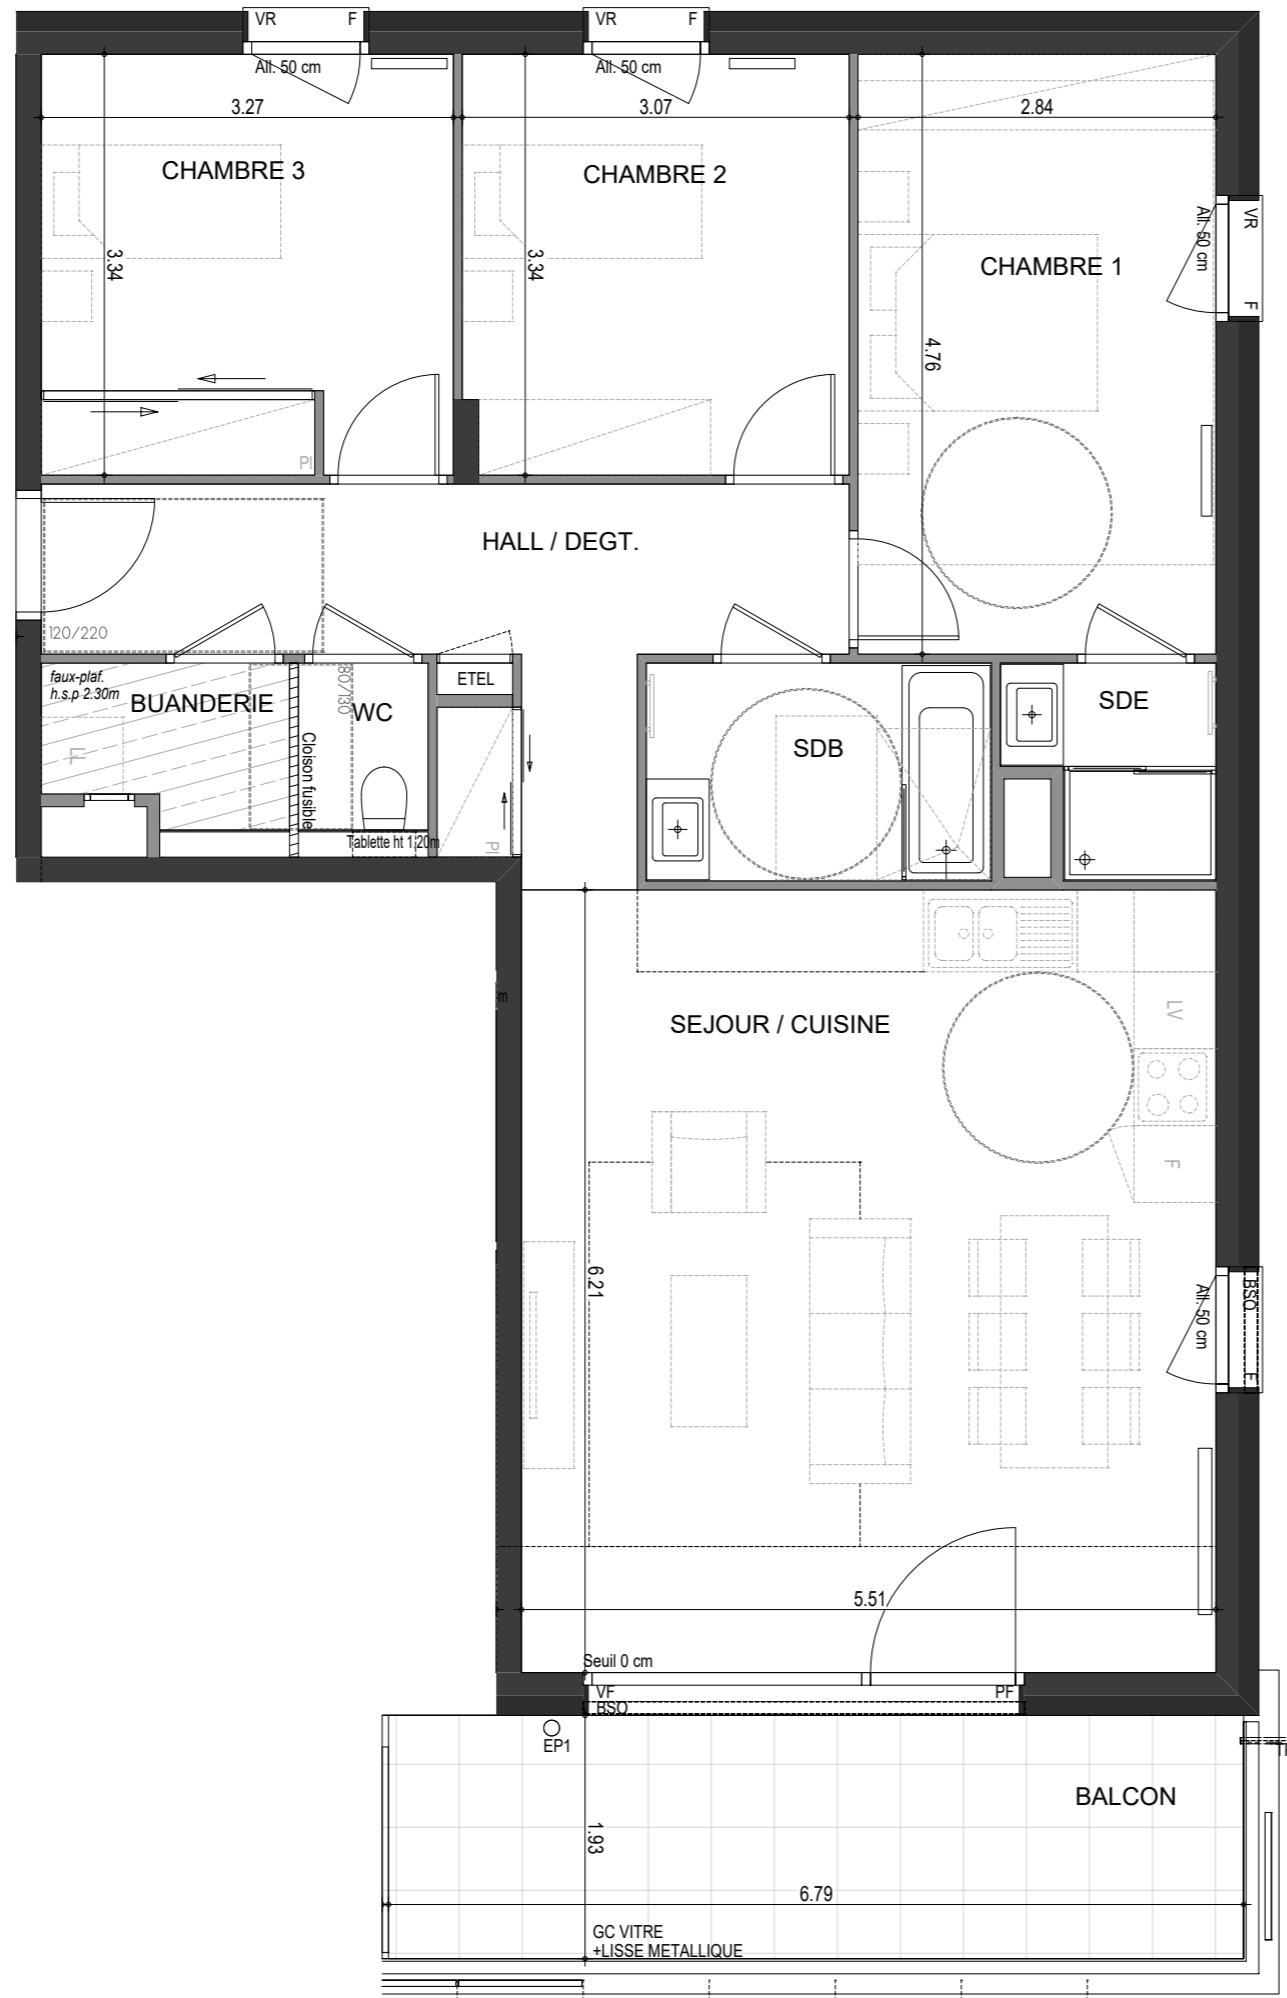 VR F
VR F
All. 50 cm
All. 50 cm
3.27
3.07
2.84
CHAMBRE 3
CHAMBRE 2
VR
All. 50 cm
F
3.34
3.34
CHAMBRE 1
4.76
Pl
HALL / DEGT.
120/220
faux-plaf.
h.s.p 2.30m
BUANDERIE
80/130
WC
ETEL
SDE
LL
Cloison fusible
SDB
Tablette ht 1.20m
Pl
m
SEJOUR / CUISINE
LV
F
6.21
BSO
All. 50 cm
F
5.51
Seuil 0 cm
VF PF
BSO
EP1
BALCON
1.93
6.79
GC VITRE
+LISSE METALLIQUE